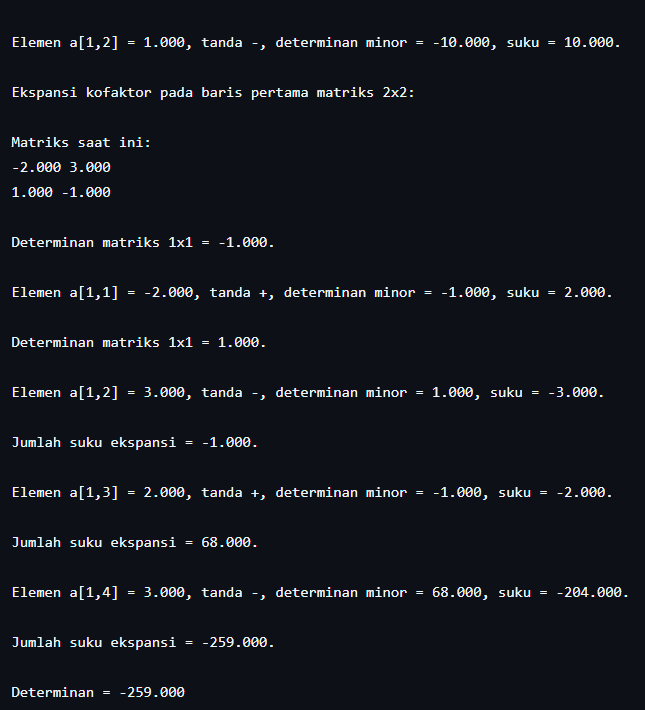 Elemen a[1,2] = 1.000, tanda -, determinan minor = -10.000, suku = 10.000.
Ekspansi kofaktor pada baris pertama matriks 2x2:
Matriks saat ini:
-2.000 3.000
1.000 -1.000
Determinan matriks 1x1 = -1.000.
Elemen a[1,1] = -2.000, tanda +, determinan minor = -1.000, suku = 2.000.
Determinan matriks 1x1 = 1.000.
Elemen a[1,2] = 3.000, tanda -, determinan minor = 1.000, suku = -3.000.
Jumlah suku ekspansi = -1.000.
Elemen a[1,3] = 2.000, tanda +, determinan minor = -1.000, suku = -2.000.
Jumlah suku ekspansi = 68.000.
Elemen a[1,4] = 3.000, tanda -, determinan minor = 68.000, suku = -204.000.
Jumlah suku ekspansi = -259.000.
Determinan = -259.000